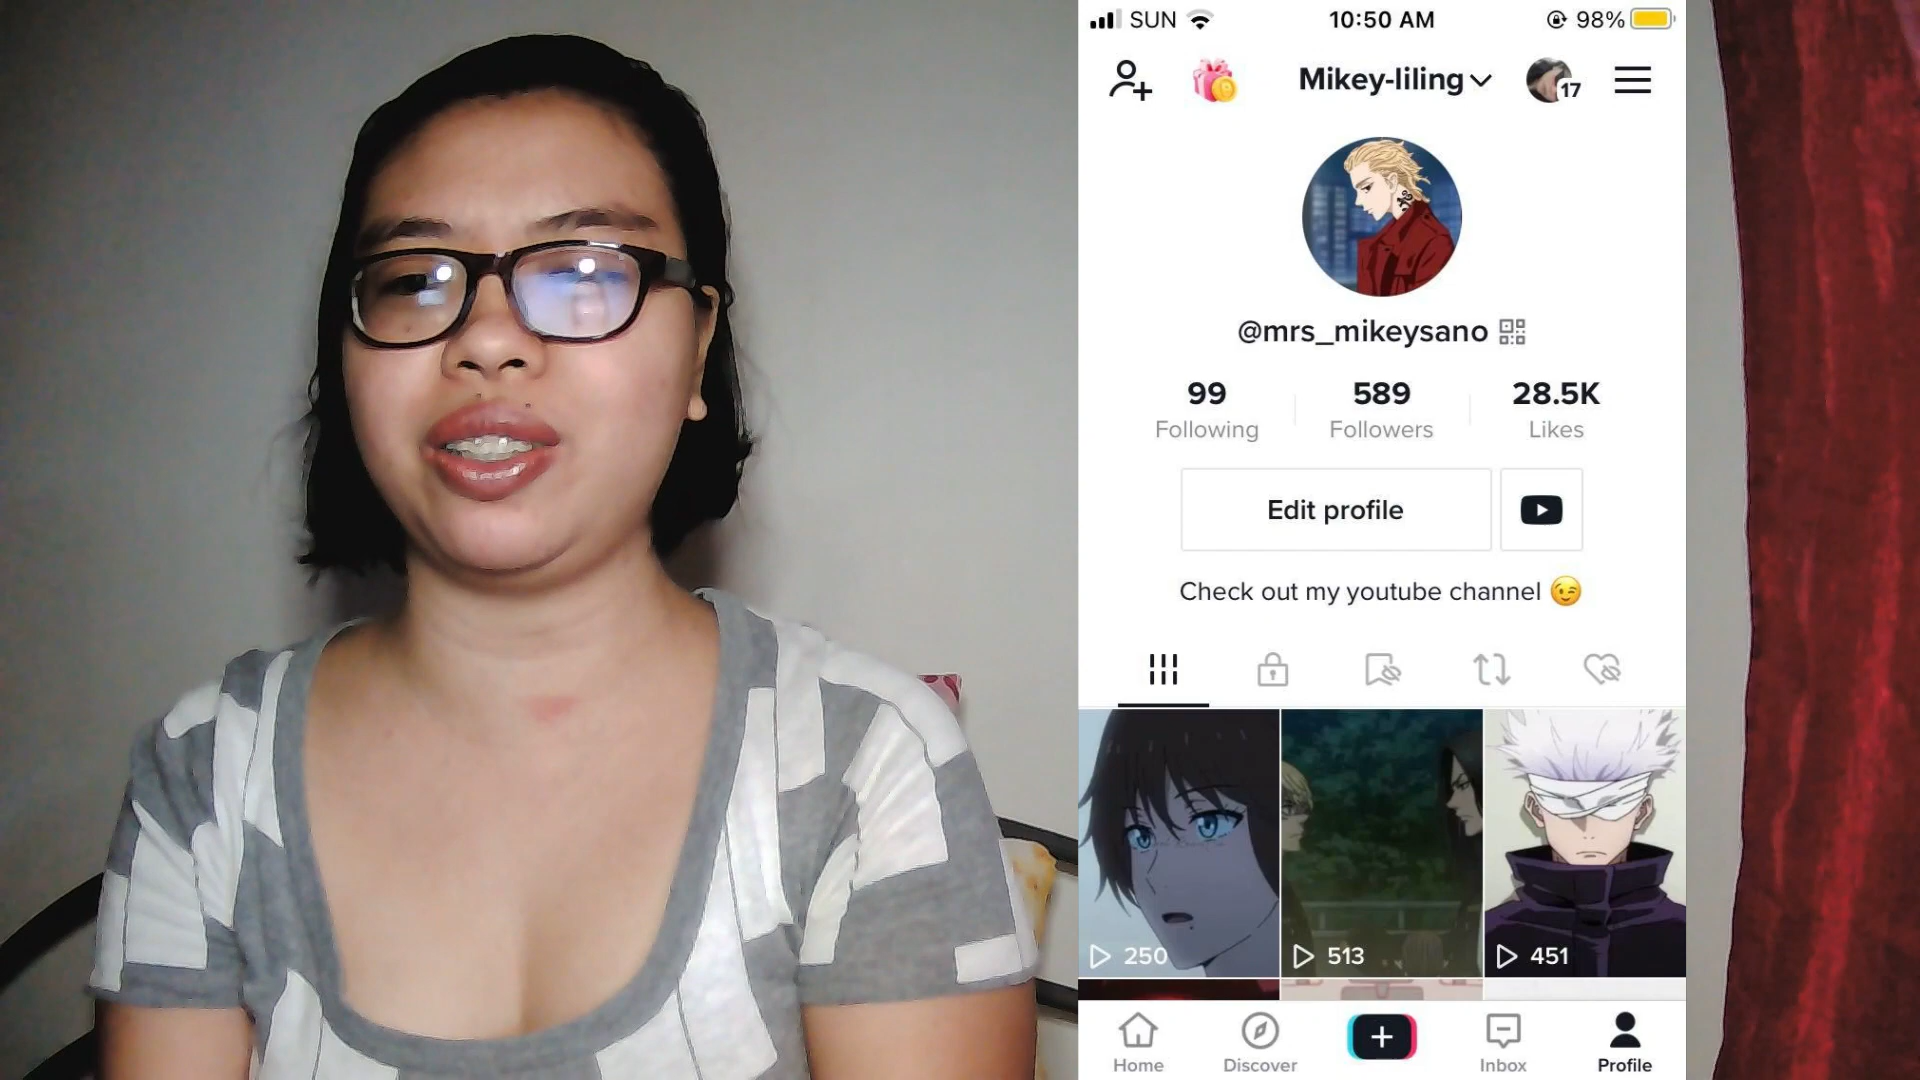 SUN 10:50 AM 98%
Mikey-liling 17
@mrs_mikeysano
99 589 28.5K
Following Followers Likes
Edit profile
Check out my youtube channel 😉
250 513 451
Home Discover Inbox Profile